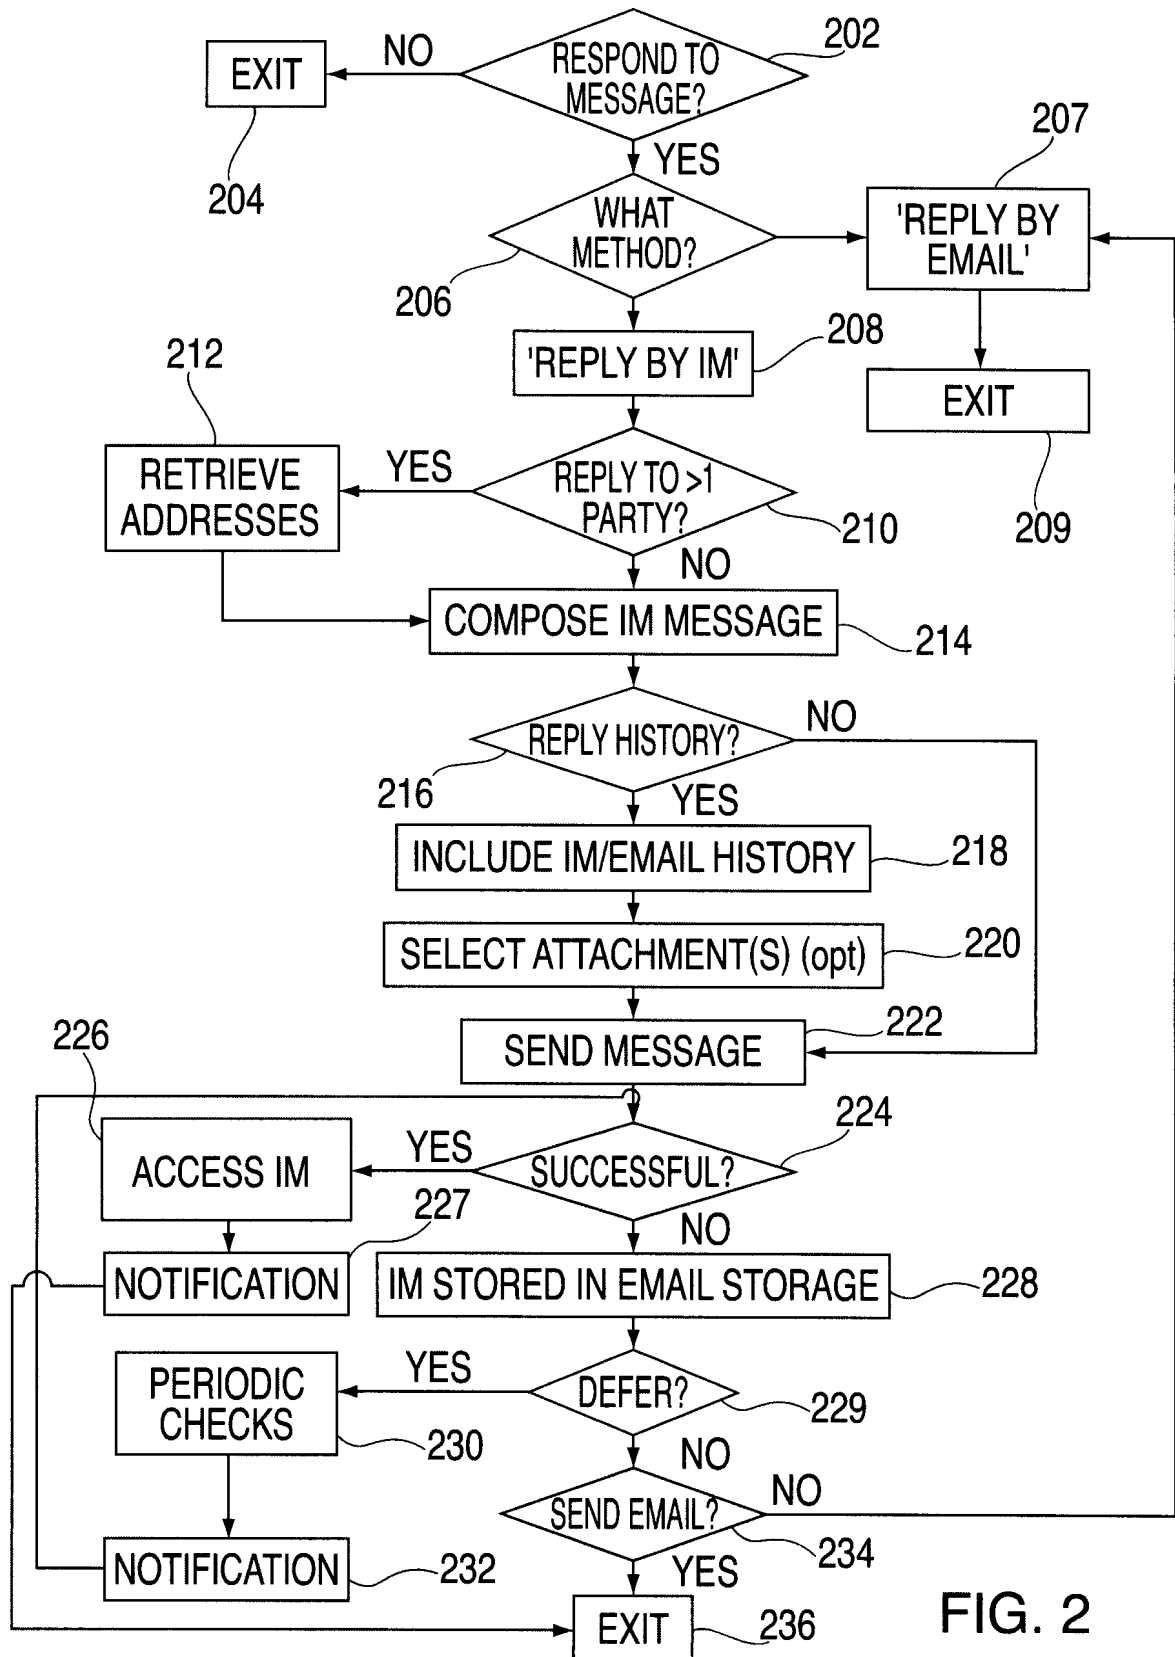 202
NO
EXIT
RESPOND TO
MESSAGE?
204
YES
207
WHAT
METHOD?
'REPLY BY
EMAIL'
206
208
'REPLY BY IM'
212
EXIT
YES
RETRIEVE
ADDRESSES
REPLY TO >1
PARTY?
210
209
NO
COMPOSE IM MESSAGE
214
REPLY HISTORY?
NO
216
YES
INCLUDE IM/EMAIL HISTORY
218
SELECT ATTACHMENT(S) (opt)
220
222
SEND MESSAGE
226
224
YES
ACCESS IM
SUCCESSFUL?
227
NO
NOTIFICATION
IM STORED IN EMAIL STORAGE
228
YES
PERIODIC
CHECKS
DEFER?
229
230
NO
NO
SEND EMAIL?
234
NOTIFICATION
232
YES
EXIT
236
FIG. 2